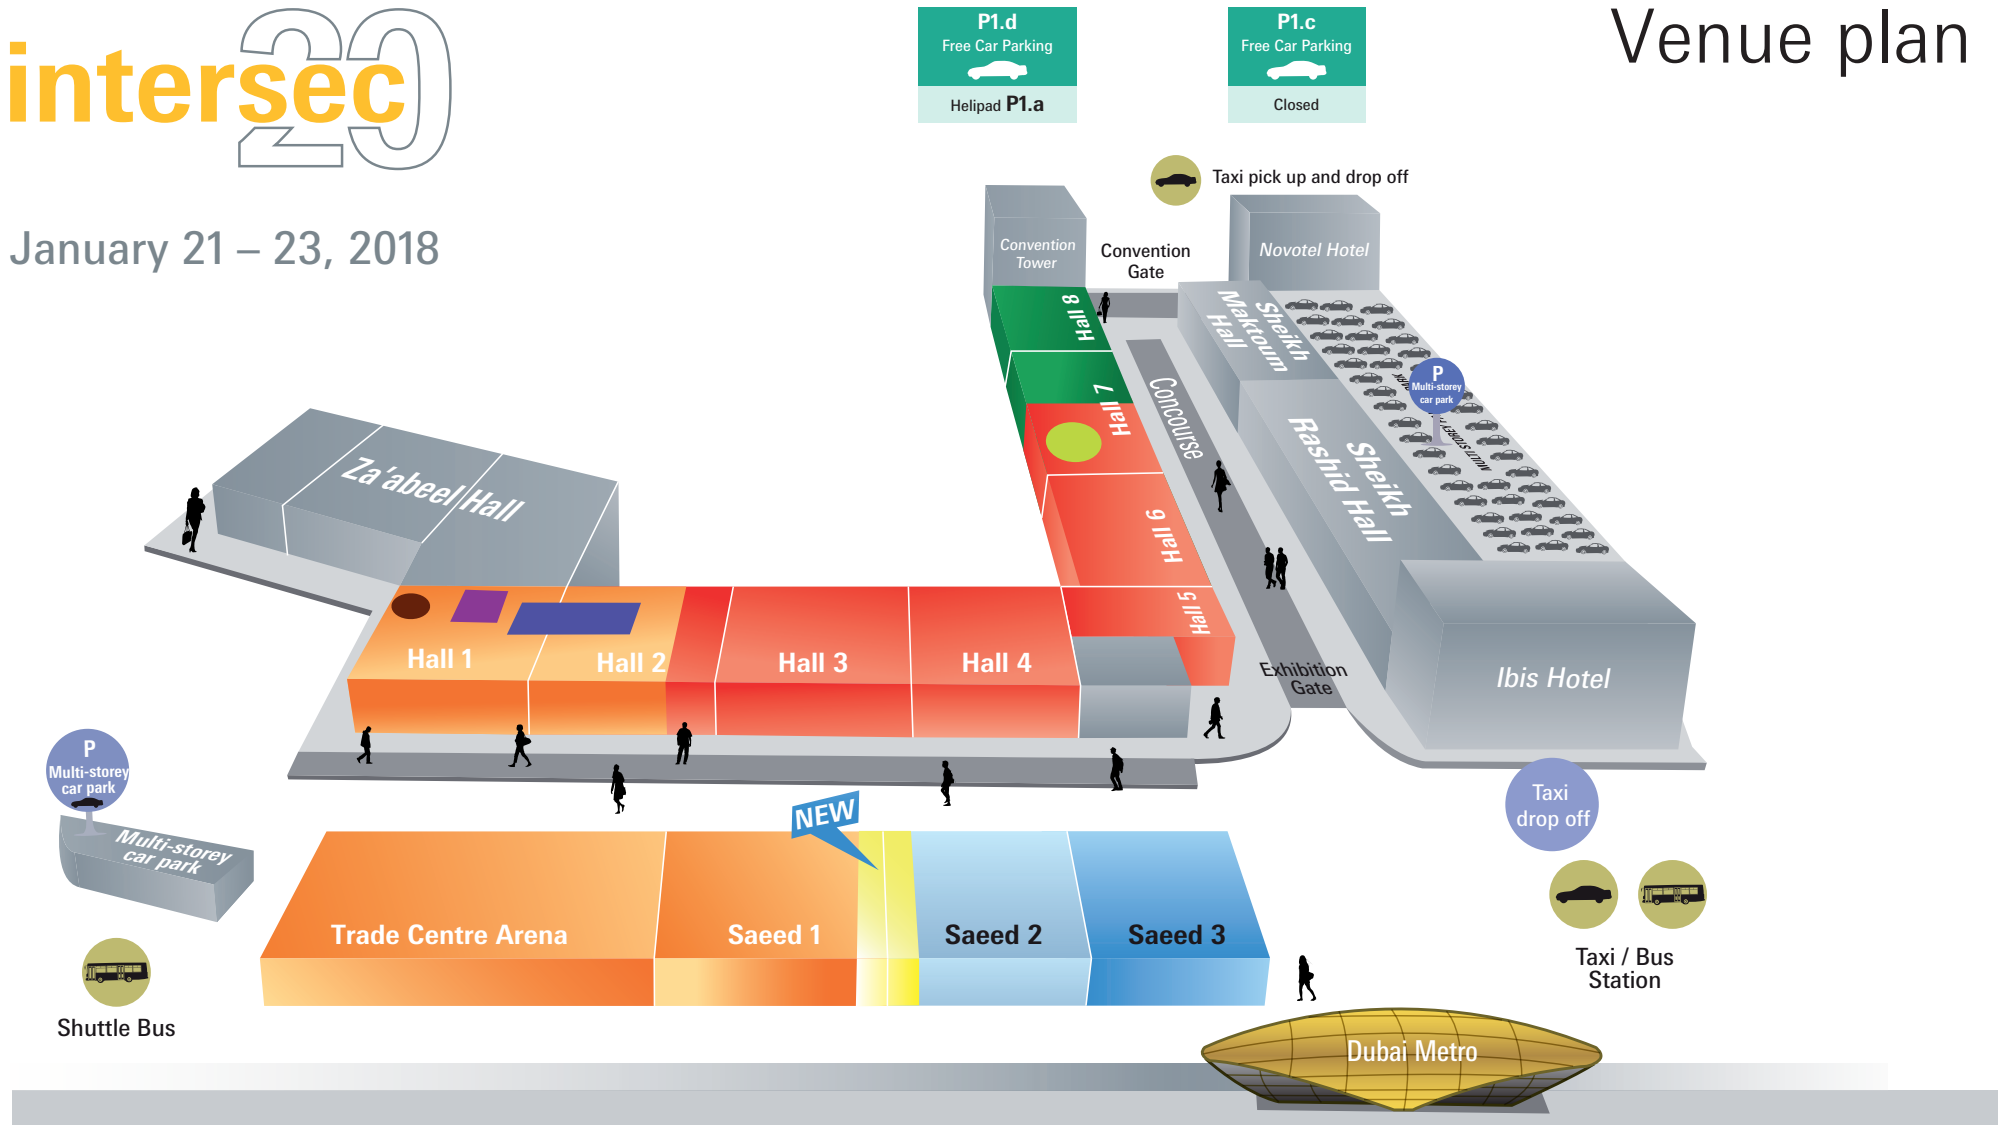 intersec 20
Venue plan
January 21 – 23, 2018
P1.d
Free Car Parking
Helipad P1.a
P1.c
Free Car Parking
Closed
Taxi pick up and drop off
Convention
Tower
Convention
Gate
Novotel Hotel
Hall 8
Hall 7
Hall 6
Hall 5
Concourse
Sheikh
Maktoum
Hall
Sheikh
Rashid Hall
P
Multi-storey
car park
MULTI STOREY
Za'abeel Hall
Hall 1
Hall 2
Hall 3
Hall 4
Exhibition
Gate
Ibis Hotel
P
Multi-storey
car park
Multi-storey
car park
NEW
Taxi
drop off
Trade Centre Arena
Saeed 1
Saeed 2
Saeed 3
Taxi / Bus
Station
Shuttle Bus
Dubai Metro